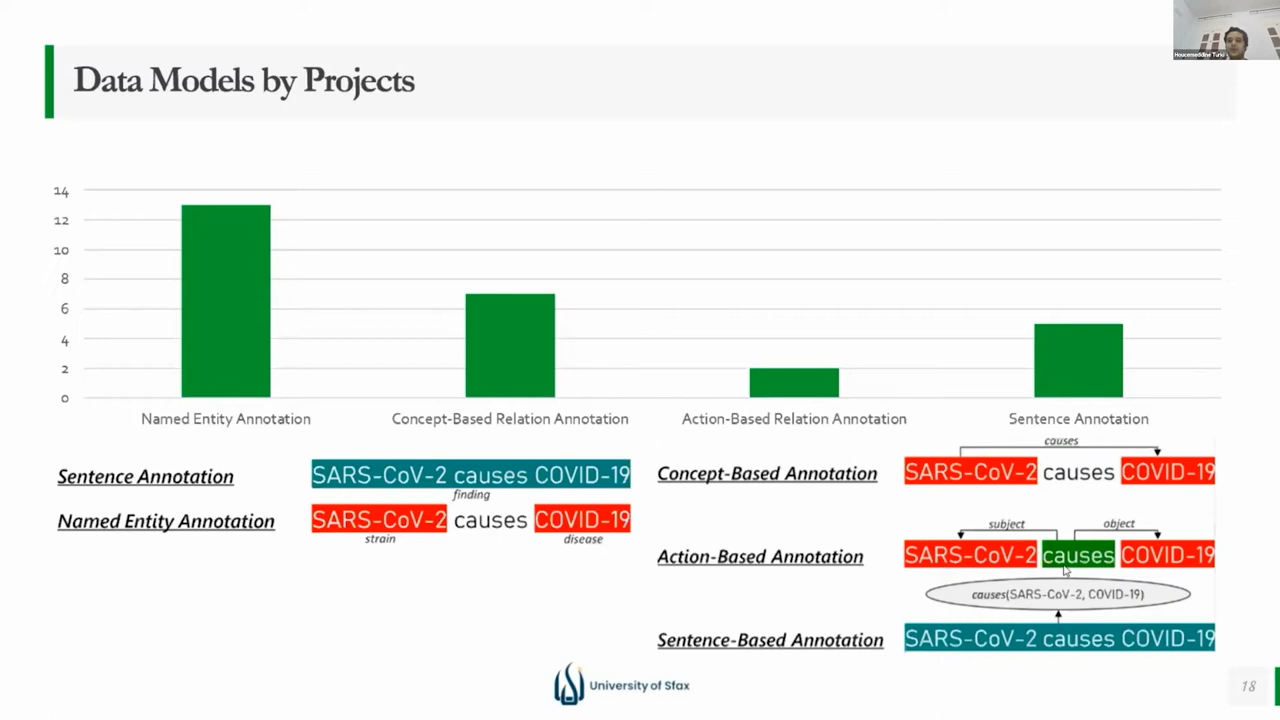 Houcemeddine Turki
Data Models by Projects
14
12
10
8
6
4
2
0
Named Entity Annotation
Concept-Based Relation Annotation
Action-Based Relation Annotation
Sentence Annotation
Sentence Annotation
SARS-CoV-2 causes COVID-19
finding
Named Entity Annotation
SARS-CoV-2 causes COVID-19
strain
disease
causes
Concept-Based Annotation
SARS-CoV-2 causes COVID-19
subject
object
Action-Based Annotation
SARS-CoV-2 causes COVID-19
causes(SARS-CoV-2, COVID-19)
Sentence-Based Annotation
SARS-CoV-2 causes COVID-19
University of Sfax
18